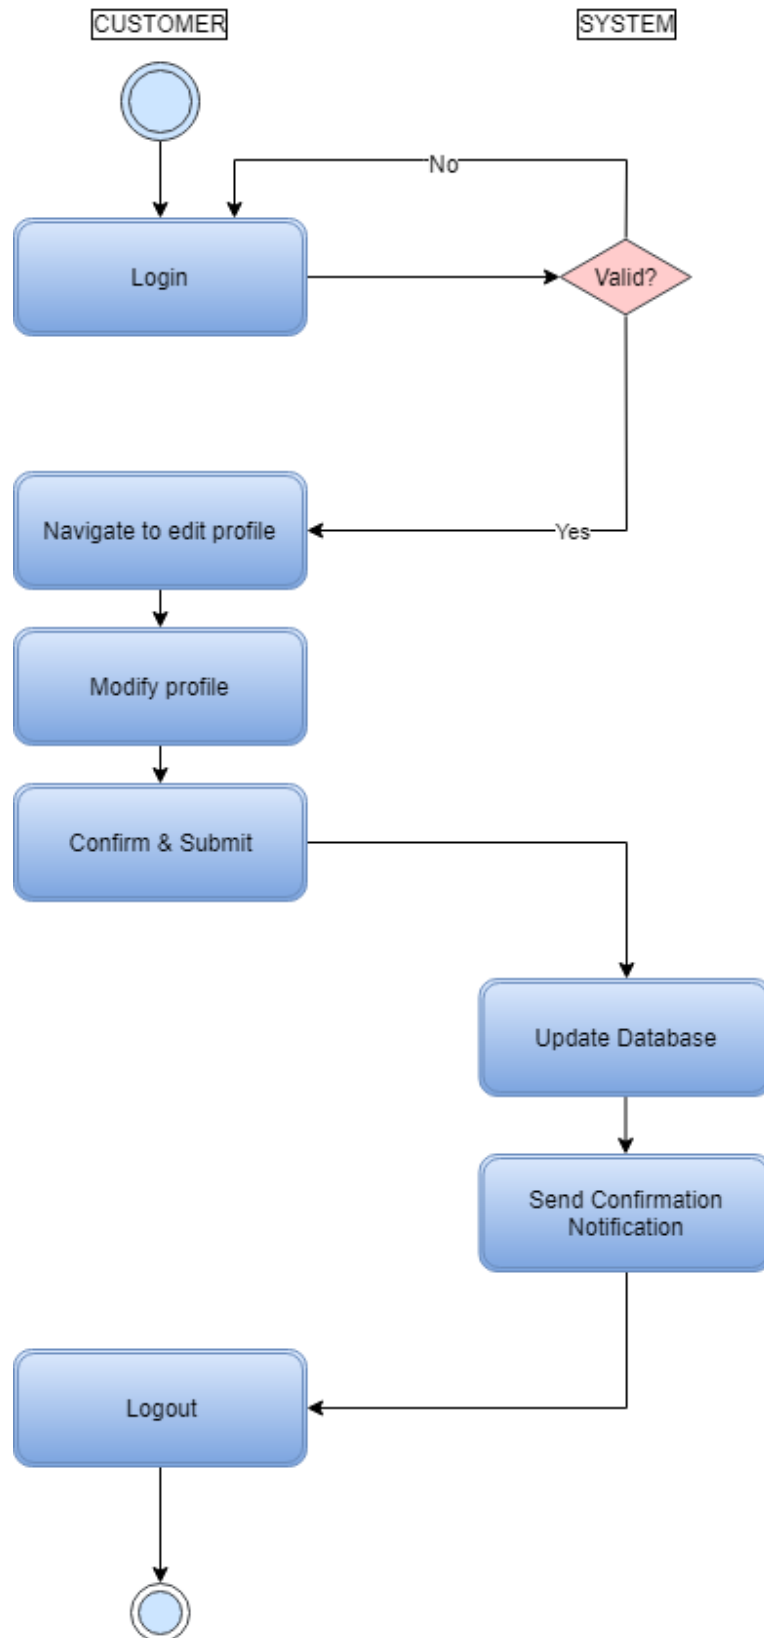 CUSTOMER
SYSTEM
No
Login
Valid?
Navigate to edit profile
Yes
Modify profile
Confirm & Submit
Update Database
Send Confirmation
Notification
Logout